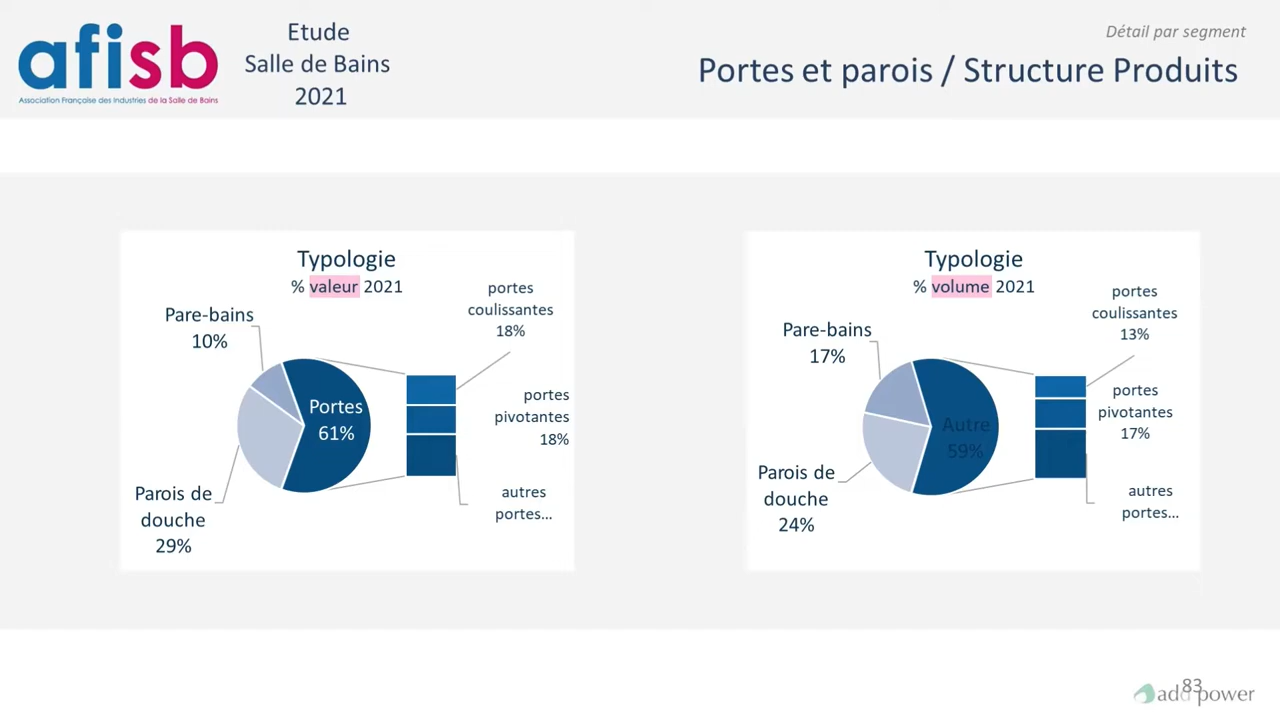 afisb
Association Française des Industries de la Salle de Bains
Etude
Salle de Bains
2021
Détail par segment
Portes et parois / Structure Produits
Typologie
% valeur 2021
Pare-bains
10%
Portes
61%
Parois de
douche
29%
portes
coulissantes
18%
portes
pivotantes
18%
autres
portes...
Typologie
% volume 2021
Pare-bains
17%
Autre
59%
Parois de
douche
24%
portes
coulissantes
13%
portes
pivotantes
17%
autres
portes...
83
add power